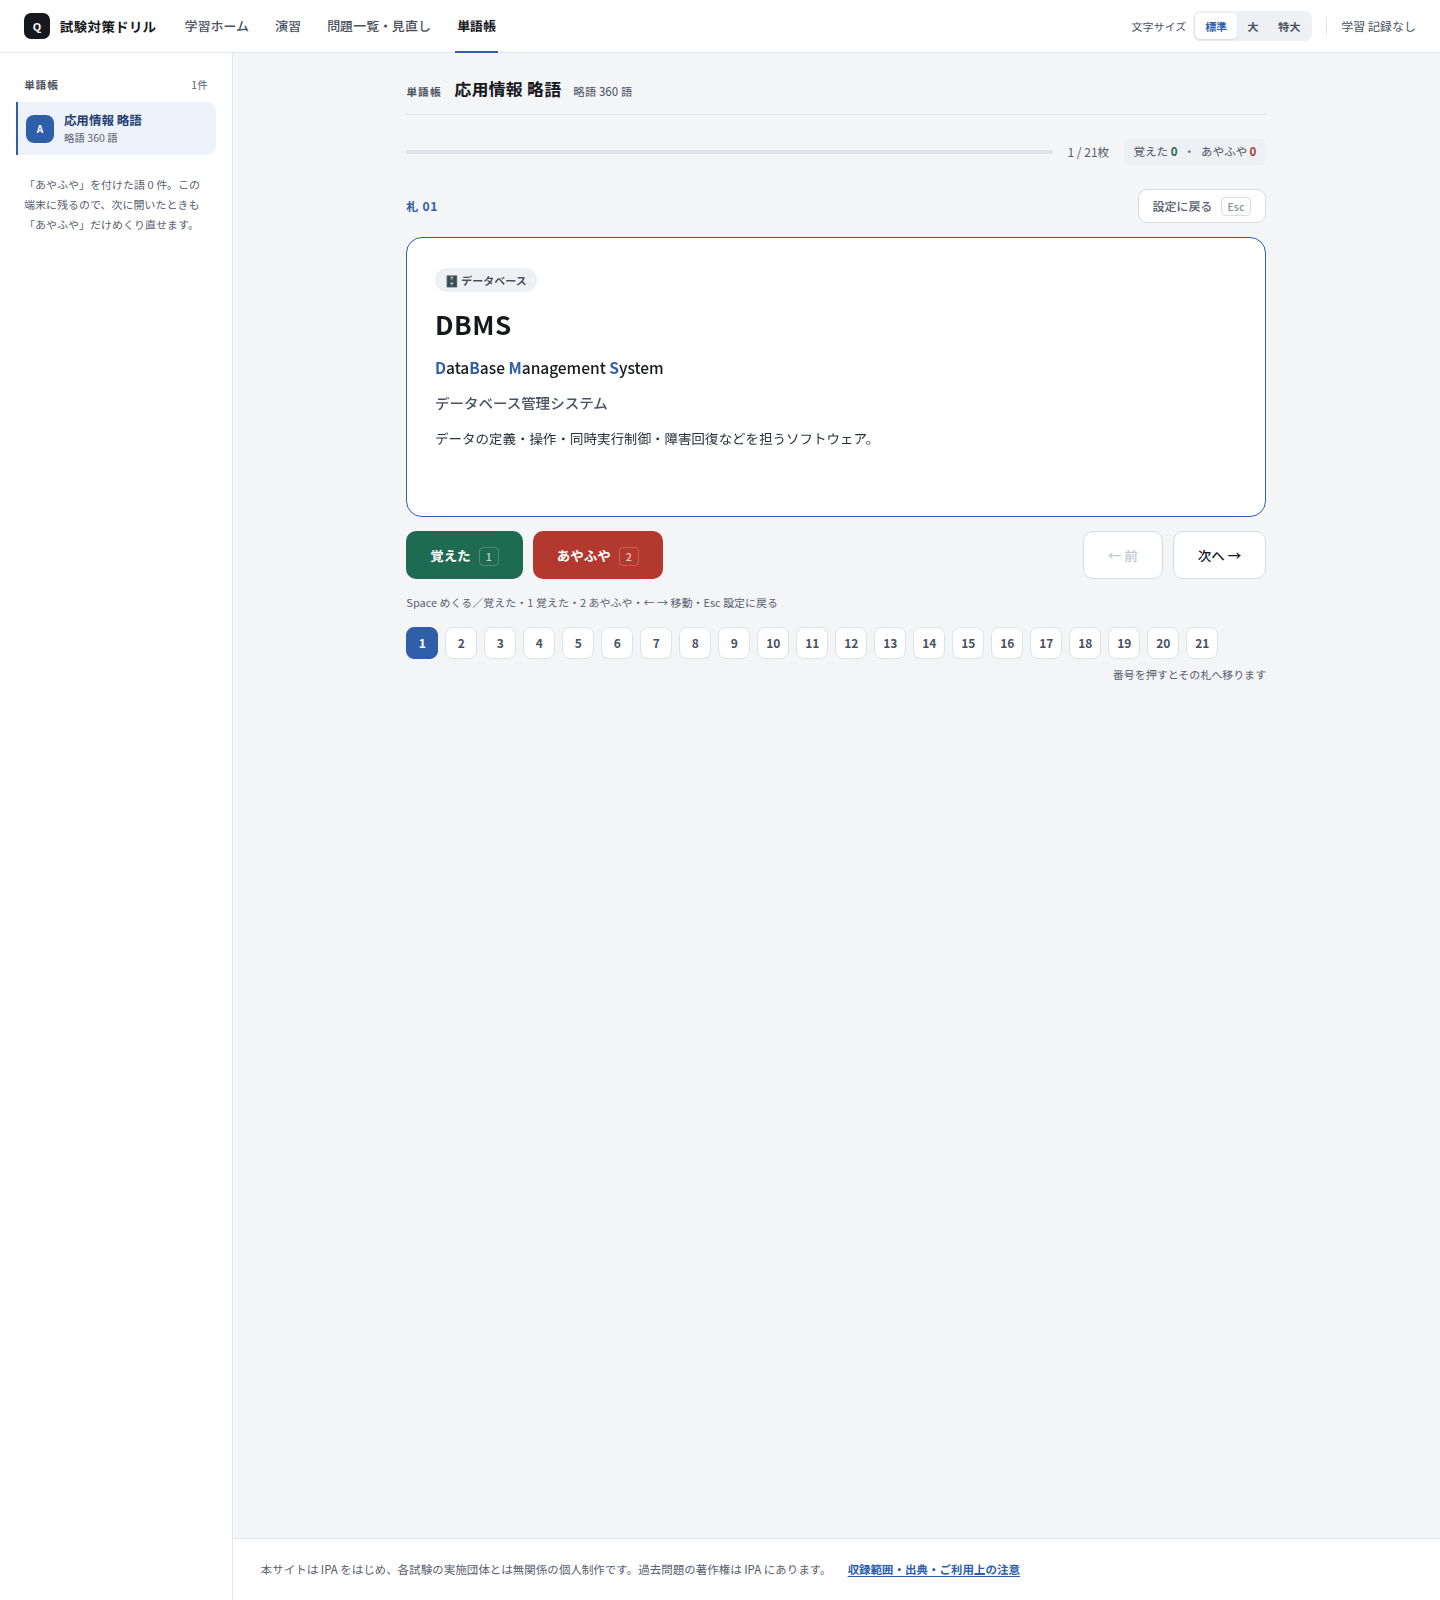 Q 試験対策ドリル 学習ホーム 演習 問題一覧・見直し 単語帳 文字サイズ 標準 大 特大 学習 記録なし
単語帳 1件
A 応用情報 略語
略語 360 語
「あやふや」を付けた語 0 件。この
端末に残るので、次に開いたときも
「あやふや」だけめくり直せます。
単語帳 応用情報 略語 略語 360 語
1 / 21枚 覚えた 0 ・ あやふや 0
札 01 設定に戻る Esc
データベース
DBMS
DataBase Management System
データベース管理システム
データの定義・操作・同時実行制御・障害回復などを担うソフトウェア。
覚えた 1 あやふや 2 ← 前 次へ →
Space めくる／覚えた・1 覚えた・2 あやふや・← → 移動・Esc 設定に戻る
1 2 3 4 5 6 7 8 9 10 11 12 13 14 15 16 17 18 19 20 21
番号を押すとその札へ移ります
本サイトは IPA をはじめ、各試験の実施団体とは無関係の個人制作です。過去問題の著作権は IPA にあります。 収録範囲・出典・ご利用上の注意